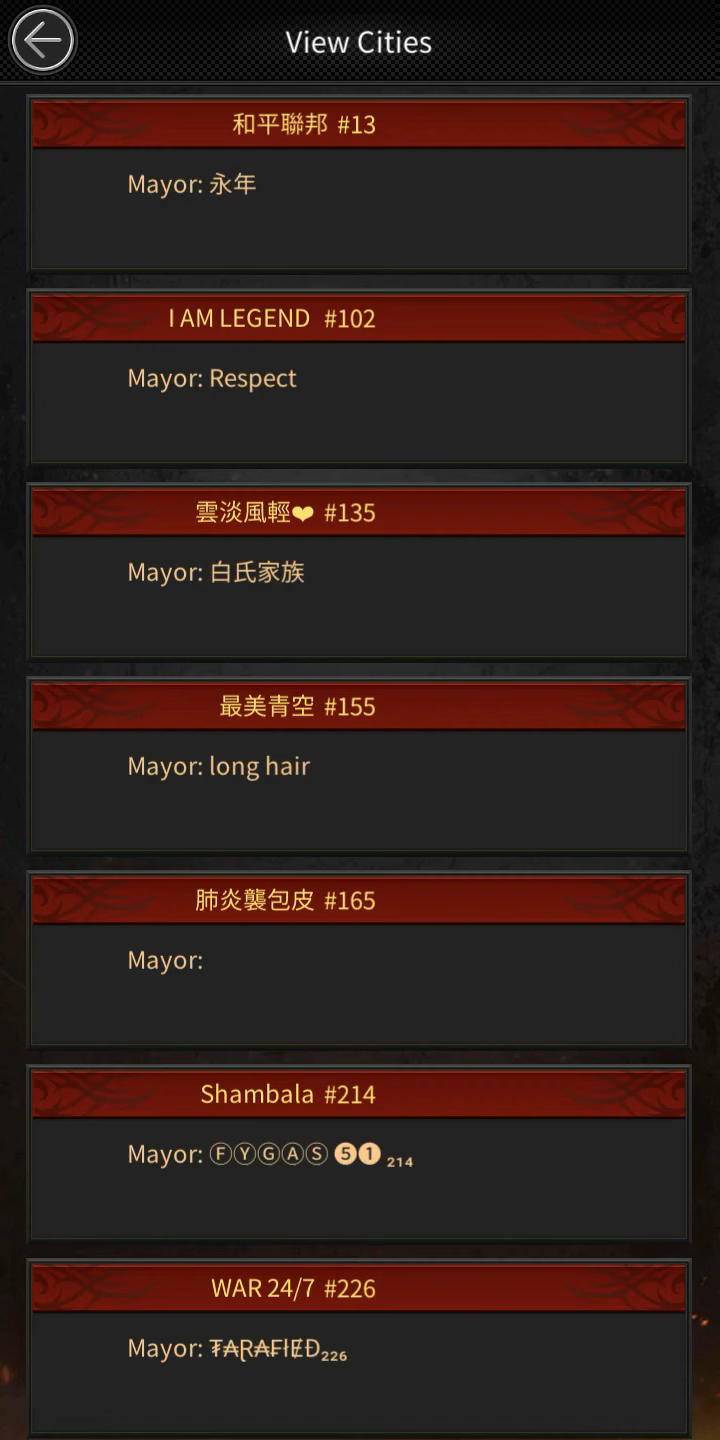 View Cities
和平聯邦 #13
Mayor: 永年
I AM LEGEND #102
Mayor: Respect
雲淡風輕❤ #135
Mayor: 白氏家族
最美青空 #155
Mayor: long hair
肺炎襲包皮 #165
Mayor:
Shambala #214
Mayor: ⒻⓎⒼⒶⓈ ❺❶ ₂₁₄
WAR 24/7 #226
Mayor: ₮₳Ɽ₳₣łɆĐ₂₂₆